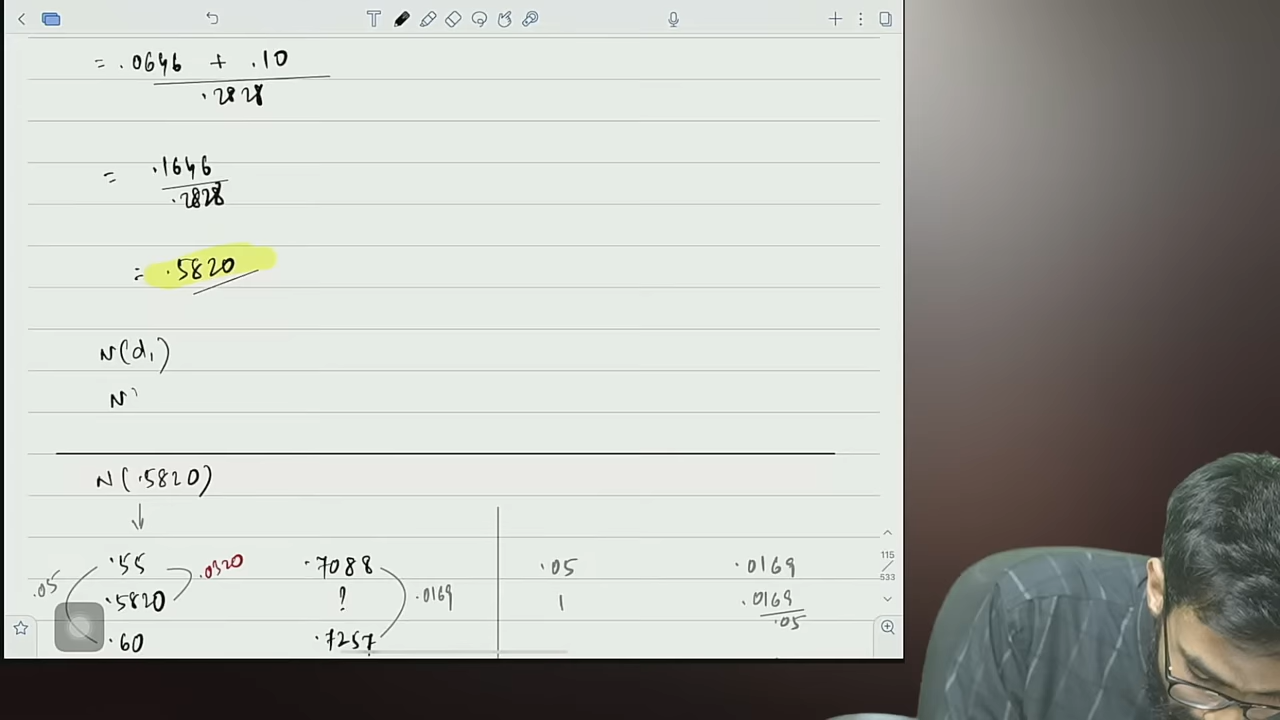 = .0646 + .10
.2828
= .1646
.2828
= .5820
N(d₁)
N
N(.5820)
↓
.55 .0320 .7088
.05 .5820 ? .0169
.60 .7257
.05 .0169
1 .0169
.05
115
533